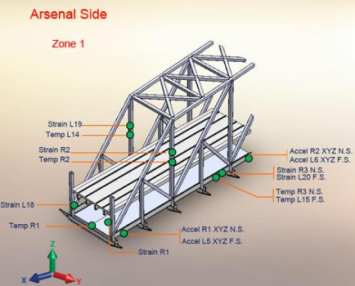 Arsenal Side
Zone 1
Strain L19
Temp L14
Strain R2
Temp R2
Accel R2 XYZ N.S.
Accel L6 XYZ F.S.
Strain R3 N.S.
Strain L20 F.S.
Temp R3 N.S.
Temp L15 F.S.
Strain L18
Temp R1
Accel R1 XYZ N.S.
Accel L5 XYZ F.S.
Strain R1
Z
X
Y